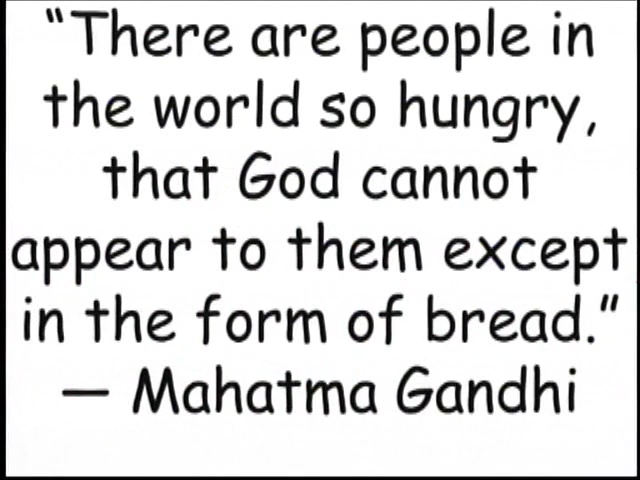 “There are people in
the world so hungry,
that God cannot
appear to them except
in the form of bread.”
— Mahatma Gandhi